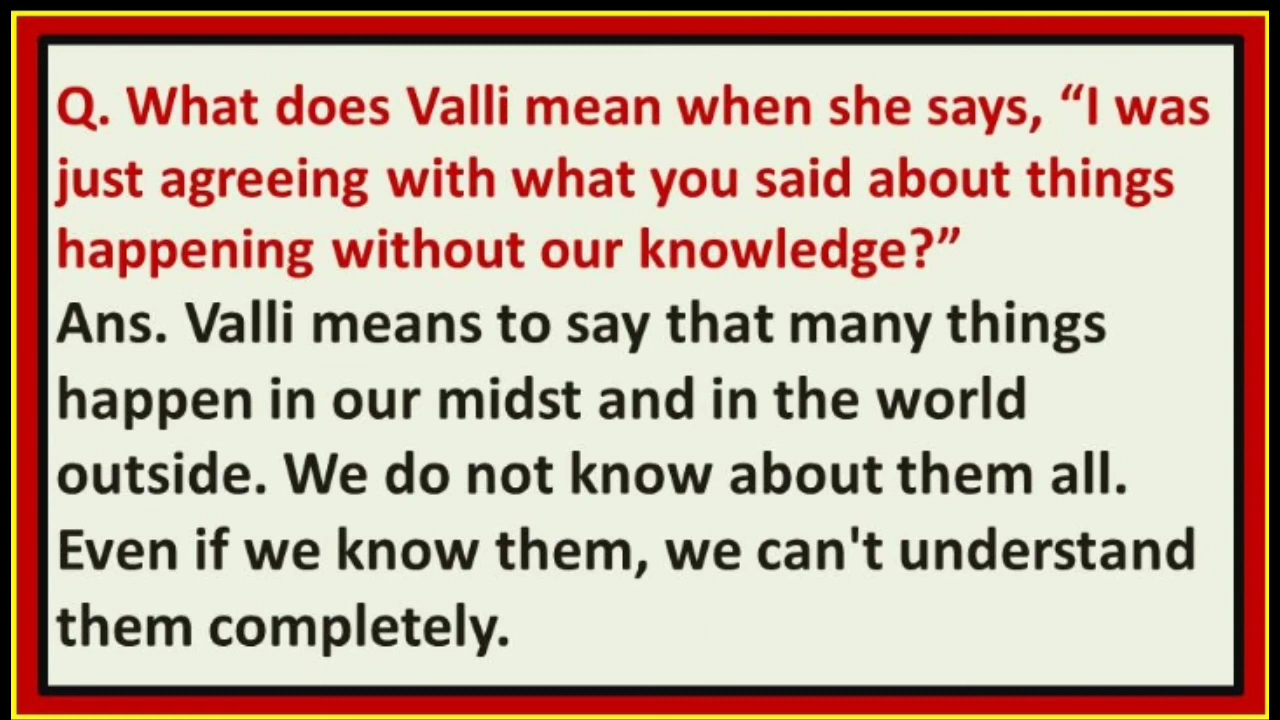 Q. What does Valli mean when she says, “I was
just agreeing with what you said about things
happening without our knowledge?”
Ans. Valli means to say that many things
happen in our midst and in the world
outside. We do not know about them all.
Even if we know them, we can't understand
them completely.